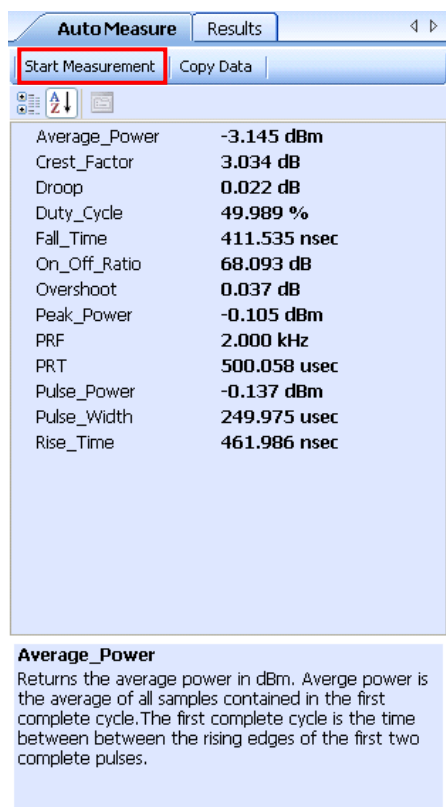 Auto Measure Results
Start Measurement Copy Data
Average_Power -3.145 dBm
Crest_Factor 3.034 dB
Droop 0.022 dB
Duty_Cycle 49.989 %
Fall_Time 411.535 nsec
On_Off_Ratio 68.093 dB
Overshoot 0.037 dB
Peak_Power -0.105 dBm
PRF 2.000 kHz
PRT 500.058 usec
Pulse_Power -0.137 dBm
Pulse_Width 249.975 usec
Rise_Time 461.986 nsec
Average_Power
Returns the average power in dBm. Averge power is
the average of all samples contained in the first
complete cycle.The first complete cycle is the time
between between the rising edges of the first two
complete pulses.